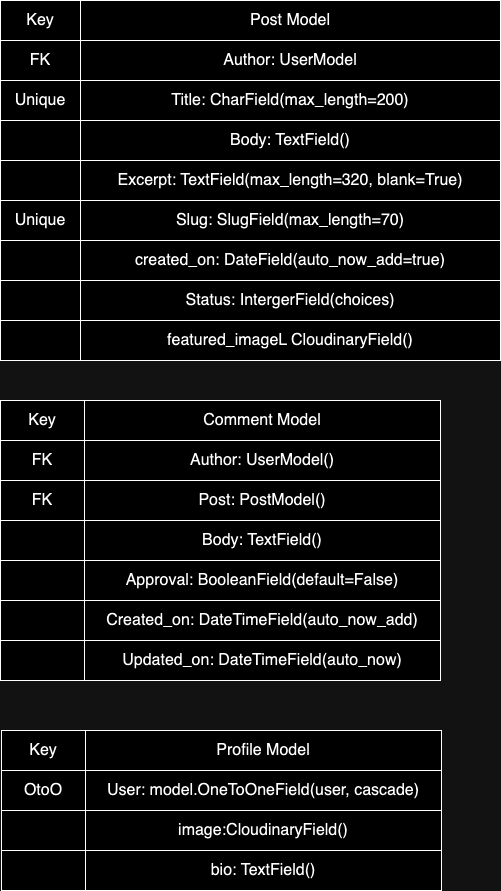 Key Post Model
FK Author: UserModel
Unique Title: CharField(max_length=200)
Body: TextField()
Excerpt: TextField(max_length=320, blank=True)
Unique Slug: SlugField(max_length=70)
created_on: DateField(auto_now_add=true)
Status: IntergerField(choices)
featured_imageL CloudinaryField()
Key Comment Model
FK Author: UserModel()
FK Post: PostModel()
Body: TextField()
Approval: BooleanField(default=False)
Created_on: DateTimeField(auto_now_add)
Updated_on: DateTimeField(auto_now)
Key Profile Model
OtoO User: model.OneToOneField(user, cascade)
image:CloudinaryField()
bio: TextField()